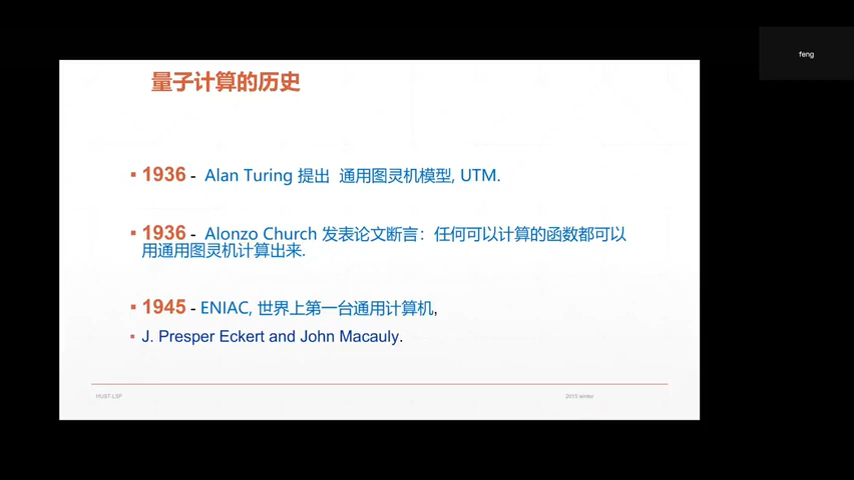 feng
量子计算的历史
1936 - Alan Turing 提出 通用图灵机模型, UTM.
1936 - Alonzo Church 发表论文断言：任何可以计算的函数都可以
用通用图灵机计算出来.
1945 - ENIAC, 世界上第一台通用计算机,
J. Presper Eckert and John Macauly.
HUST-LSP
2015 winter